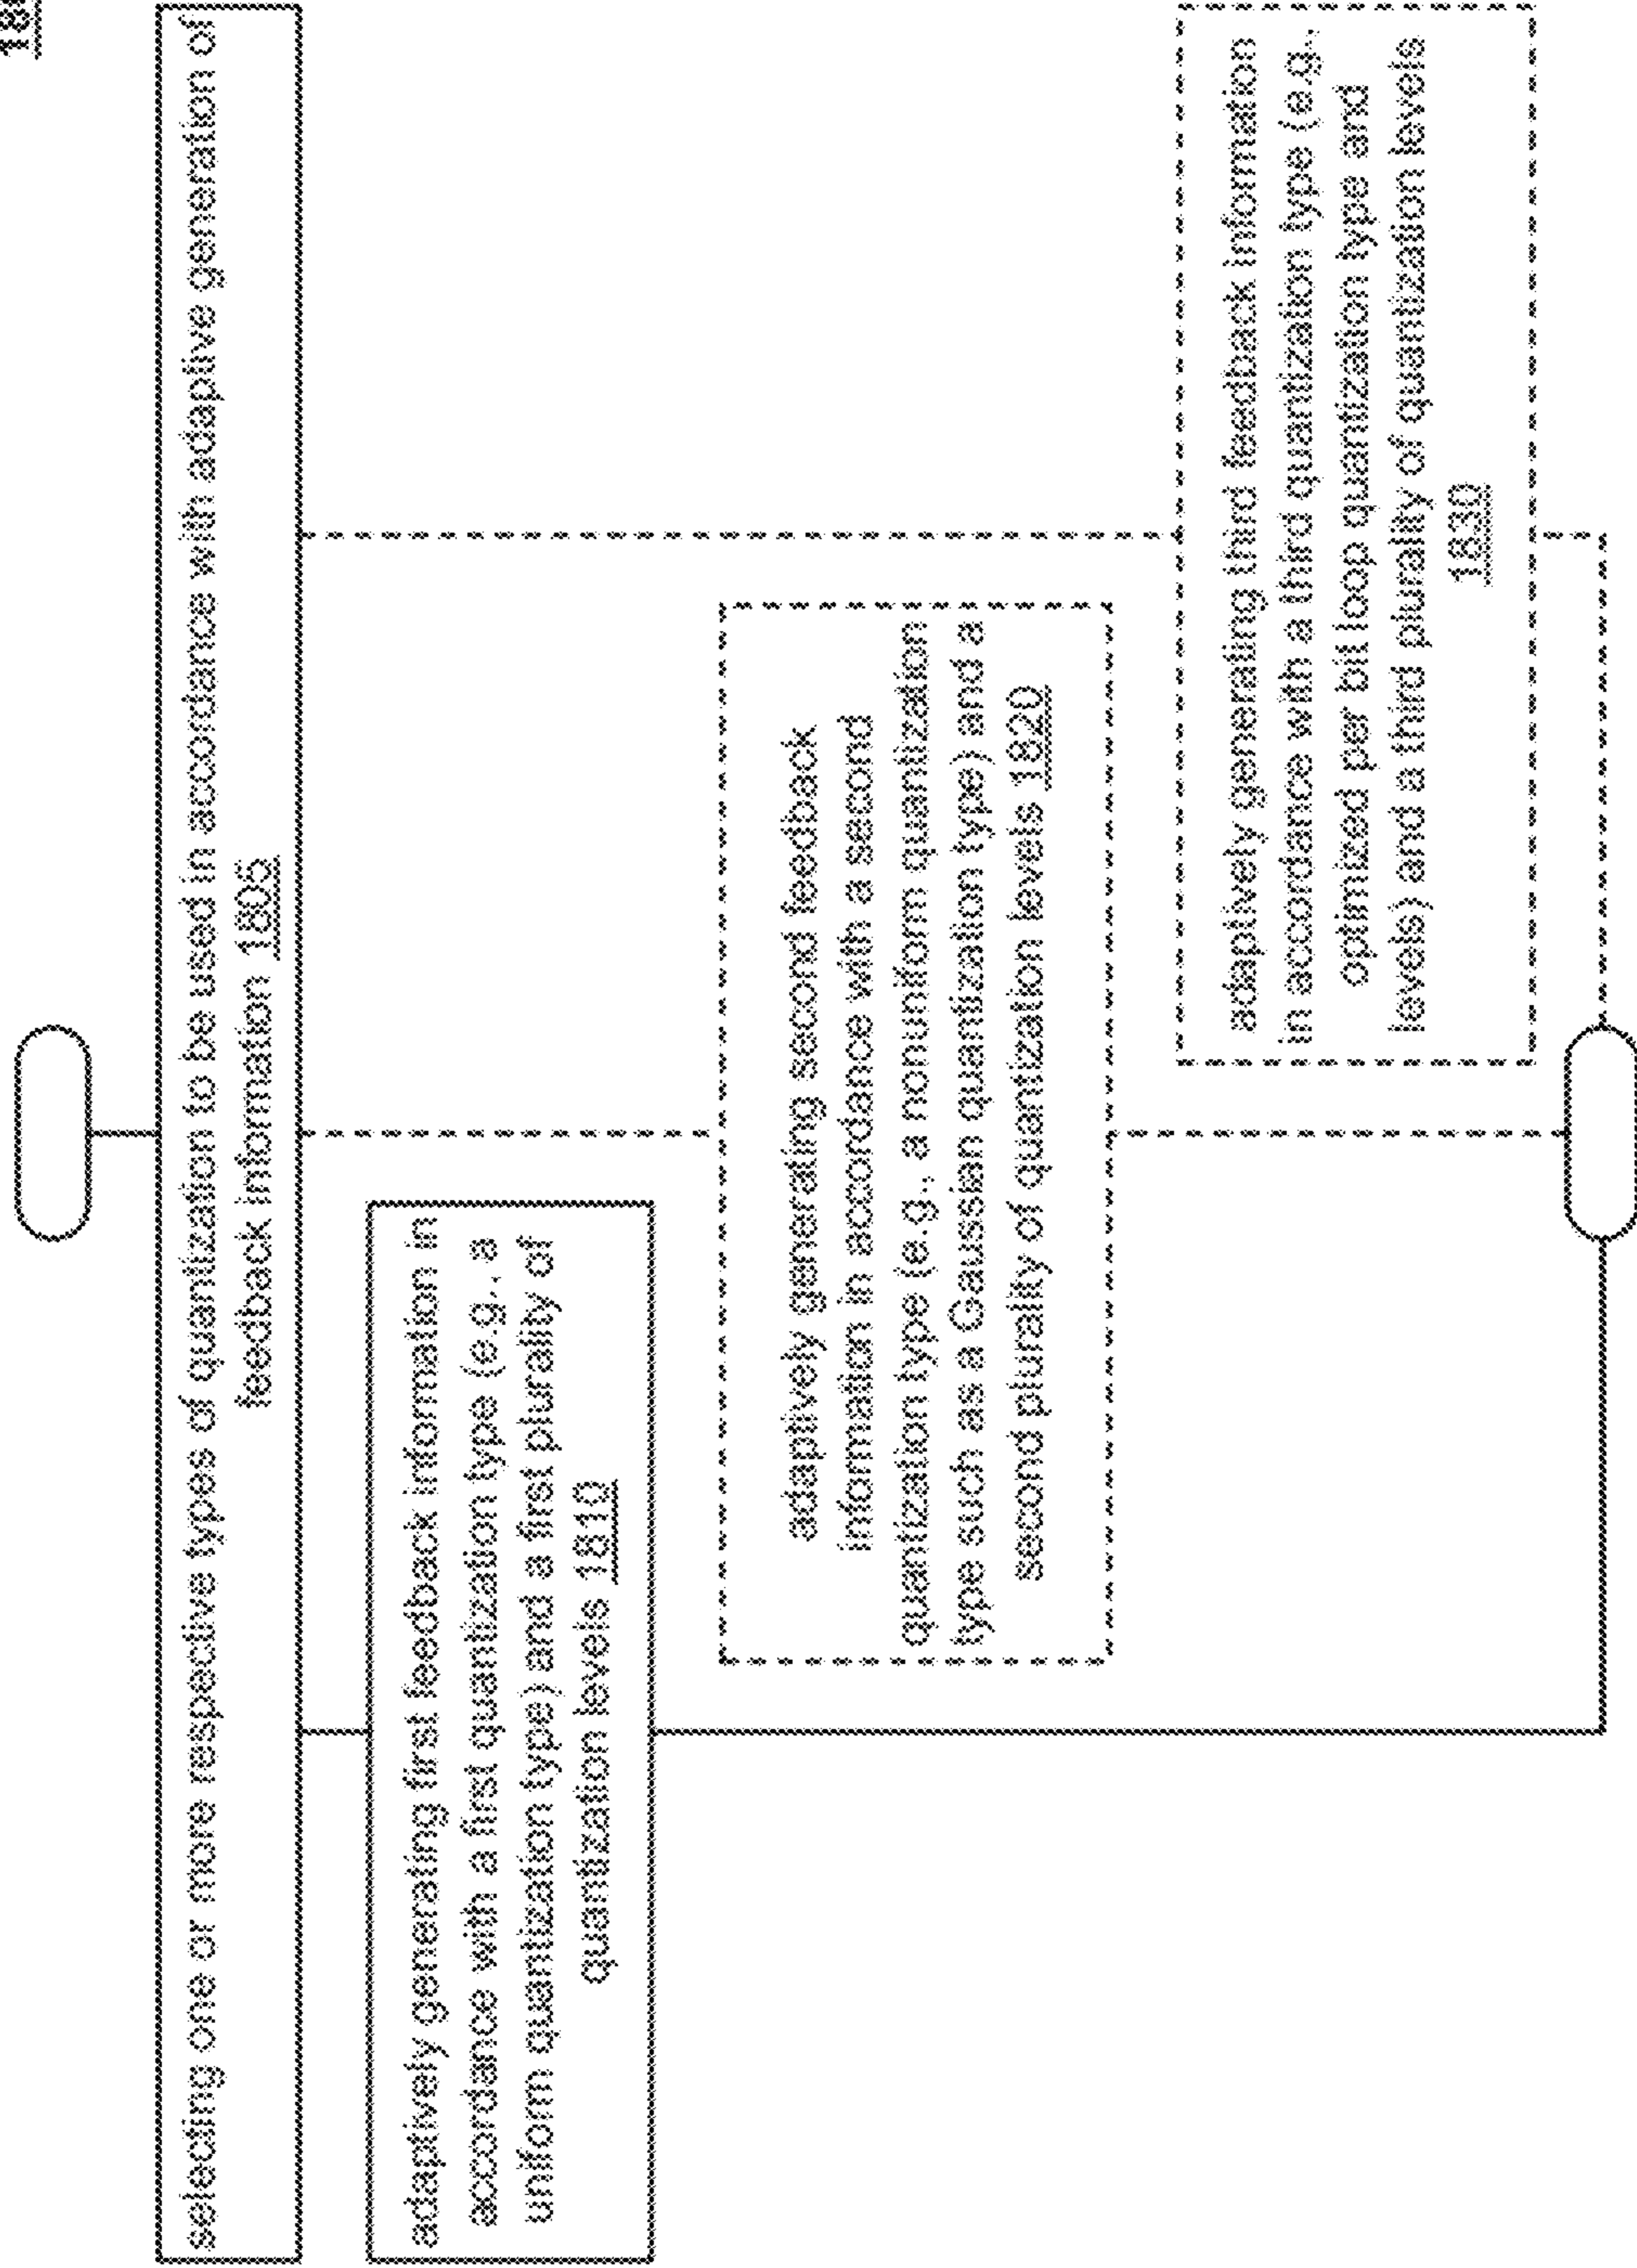 selecting one or more respective types of quantization to be used in accordance with adaptive generation of
feedback information 1805
adaptively generating first feedback information in
accordance with a first quantization type (e.g., a
uniform quantization type) and a first plurality of
quantization levels 1810
adaptively generating second feedback
information in accordance with a second
quantization type (e.g., a nonuniform quantization
type such as a Gaussian quantization type) and a
second plurality of quantization levels 1820
adaptively generating third feedback information
in accordance with a third quantization type (e.g.,
optimized per bit loop quantization type and
levels) and a third plurality of quantization levels
1830